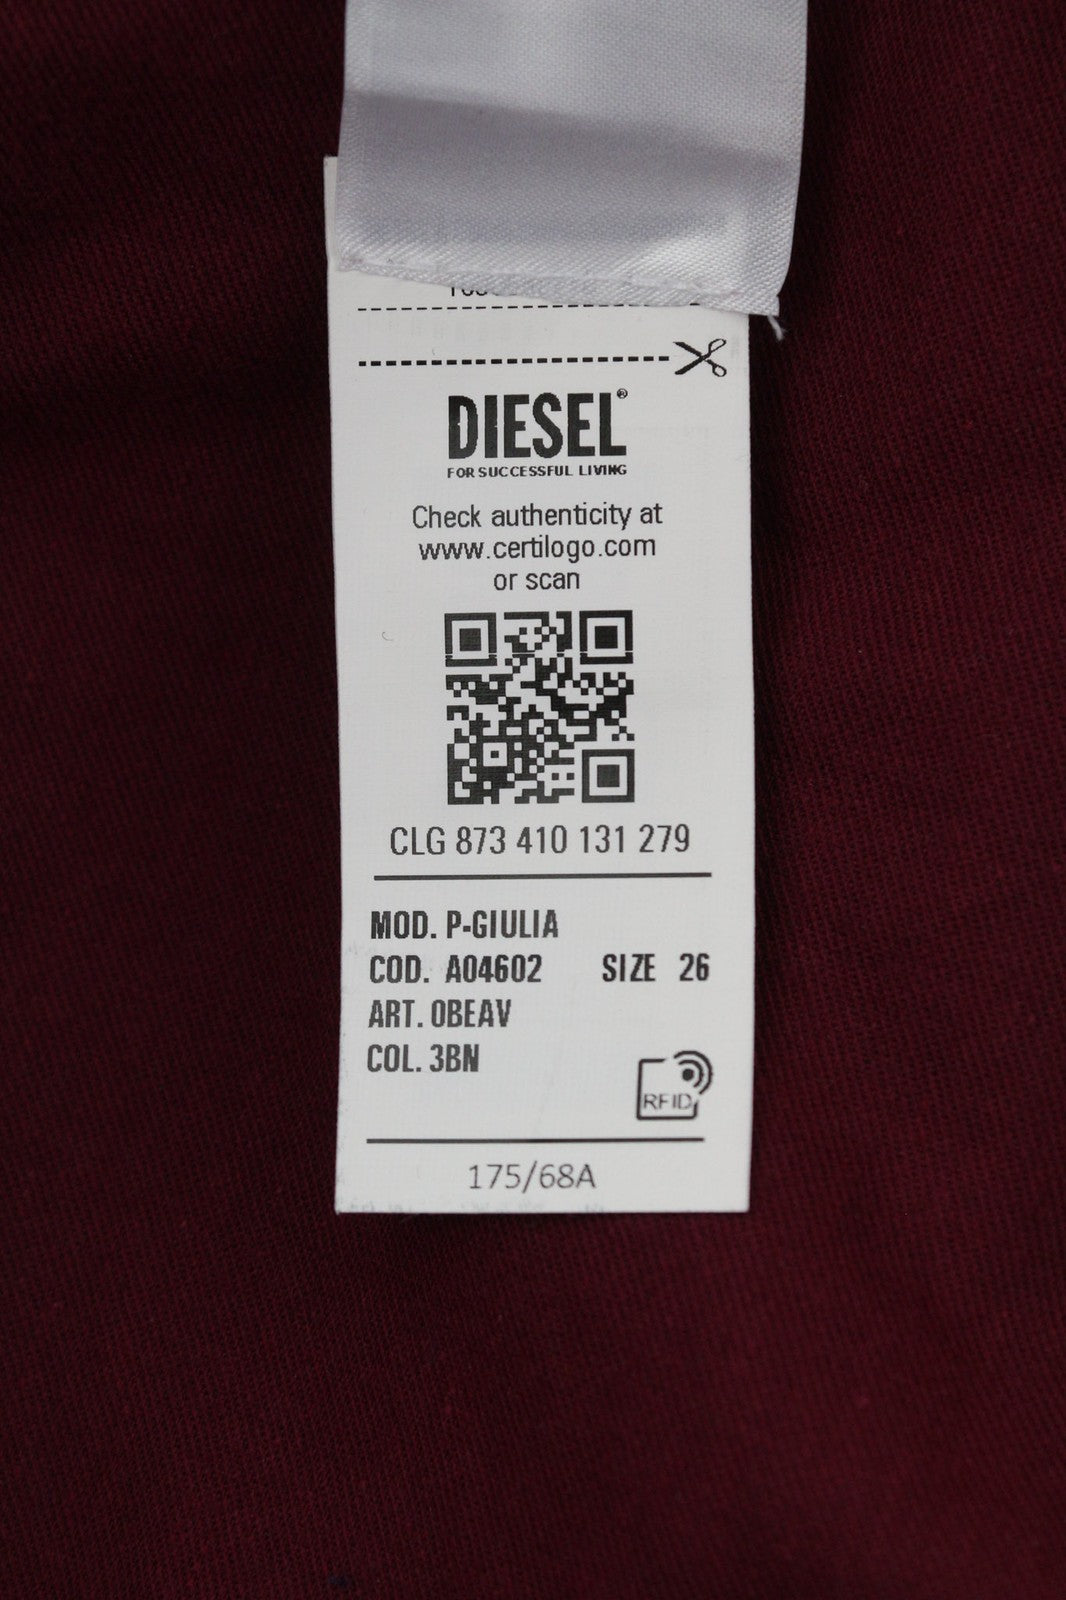 DIESEL®
FOR SUCCESSFUL LIVING
Check authenticity at
www.certilogo.com
or scan
CLG 873 410 131 279
MOD. P-GIULIA
COD. A04602 SIZE 26
ART. 0BEAV
COL. 3BN
RFID
175/68A